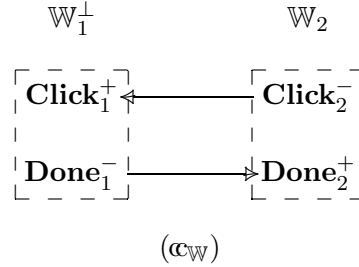 𝕎₁^⊥ 𝕎₂
Click₁⁺ Click₂⁻
Done₁⁻ Done₂⁺
(𝕔𝕔_𝕎)